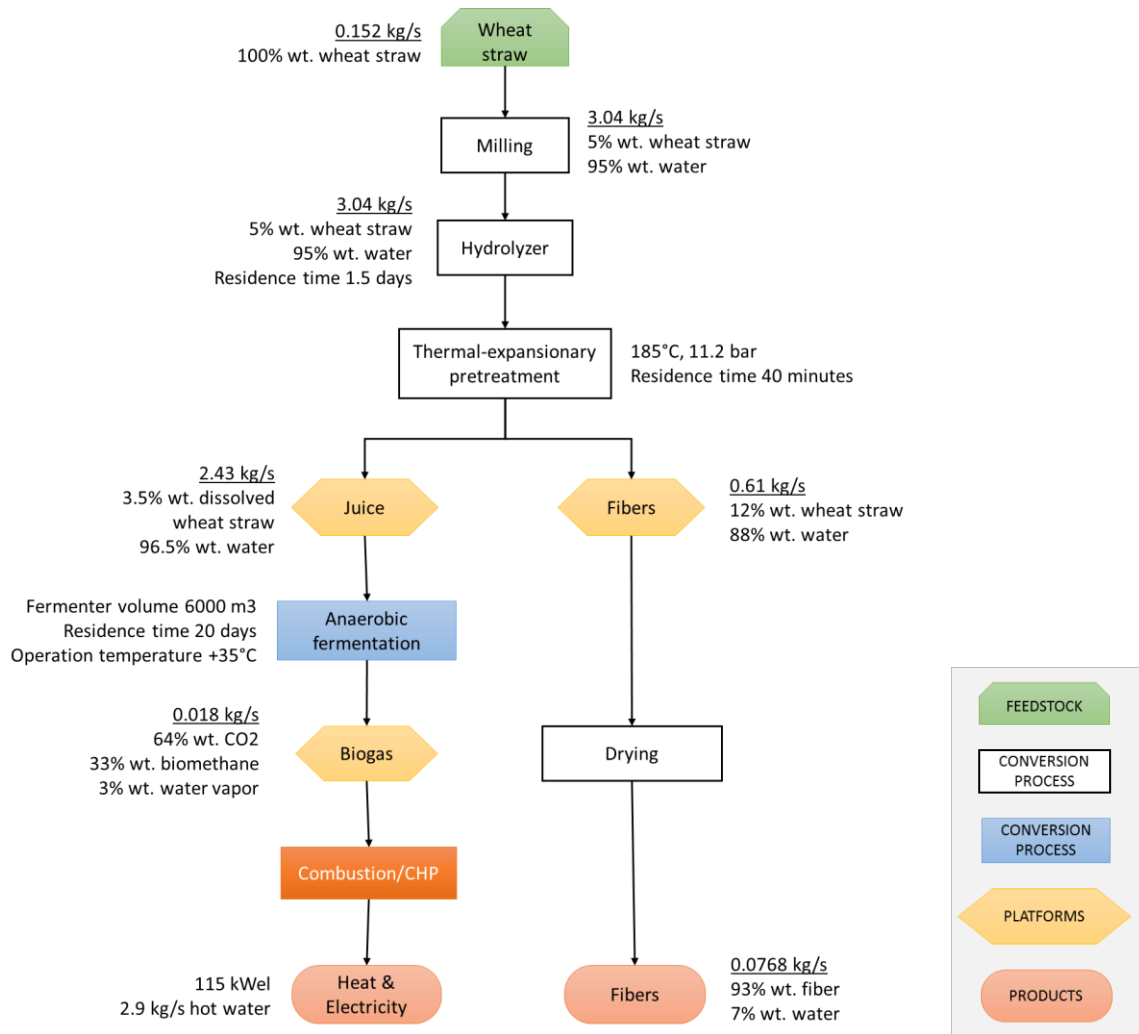 0.152 kg/s
100% wt. wheat straw
Wheat
straw
Milling
3.04 kg/s
5% wt. wheat straw
95% wt. water
3.04 kg/s
5% wt. wheat straw
95% wt. water
Residence time 1.5 days
Hydrolyzer
Thermal-expansionary
pretreatment
185°C, 11.2 bar
Residence time 40 minutes
2.43 kg/s
3.5% wt. dissolved
wheat straw
96.5% wt. water
Juice
Fibers
0.61 kg/s
12% wt. wheat straw
88% wt. water
Fermenter volume 6000 m3
Residence time 20 days
Operation temperature +35°C
Anaerobic
fermentation
0.018 kg/s
64% wt. CO2
33% wt. biomethane
3% wt. water vapor
Biogas
Drying
Combustion/CHP
115 kWel
2.9 kg/s hot water
Heat &
Electricity
Fibers
0.0768 kg/s
93% wt. fiber
7% wt. water
FEEDSTOCK
CONVERSION
PROCESS
CONVERSION
PROCESS
PLATFORMS
PRODUCTS